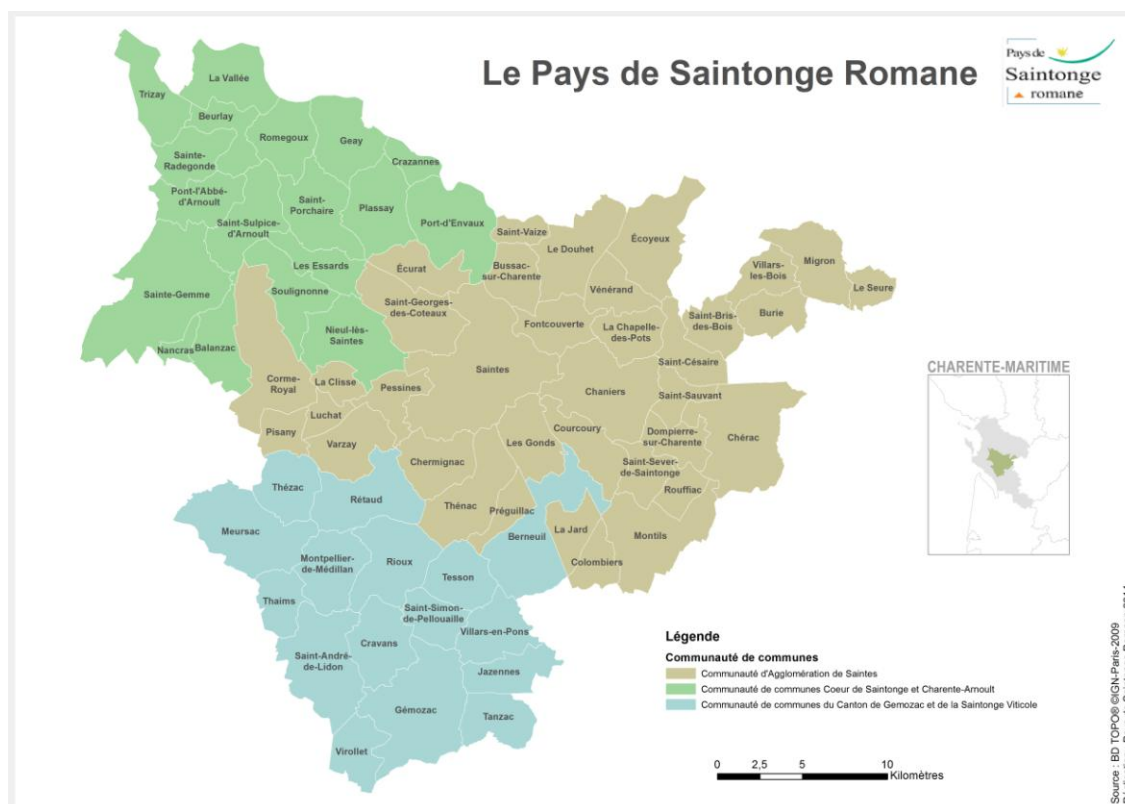 Le Pays de Saintonge Romane
Pays de
Saintonge
romane
La Vallée
Trizay
Beurlay
Romegoux
Geay
Sainte-
Radegonde
Crazannes
Pont-l'Abbé-
d'Arnoult
Saint-
Porchaire
Plassay
Saint-Sulpice-
d'Arnoult
Port-d'Envaux
Saint-Vaize
Écoyeux
Le Douhet
Les Essards
Écurat
Bussac-
sur-Charente
Villars-
les-Bois
Migron
Le Seure
Sainte-Gemme
Soulignonne
Saint-Georges-
des-Coteaux
Vénérand
Burie
Saint-Bris-
des-Bois
Fontcouverte
La Chapelle-
des-Pots
Nieul-lès-
Saintes
Nancras
Balanzac
Saint-Césaire
Saintes
Corme-
Royal
La Clisse
Pessines
Chaniers
Saint-Sauvant
Luchat
Pisany
Varzay
Les Gonds
Courcoury
Dompierre-
sur-Charente
Chérac
Chermignac
Saint-Sever-
de-Saintonge
Rouffiac
Thézac
Rétaud
Thénac
Préguillac
Meursac
Berneuil
La Jard
Montils
Montpellier-
de-Médillan
Rioux
Colombiers
Tesson
Thaims
Saint-Simon-
de-Pellouaille
Villars-en-Pons
Cravans
Saint-André-
de-Lidon
Jazennes
Gémozac
Tanzac
Virollet
CHARENTE-MARITIME
Légende
Communauté de communes
Communauté d'Agglomération de Saintes
Communauté de communes Coeur de Saintonge et Charente-Arnoult
Communauté de communes du Canton de Gemozac et de la Saintonge Viticole
0 2,5 5 10
Kilomètres
Source : BD TOPO® ©IGN-Paris-2009